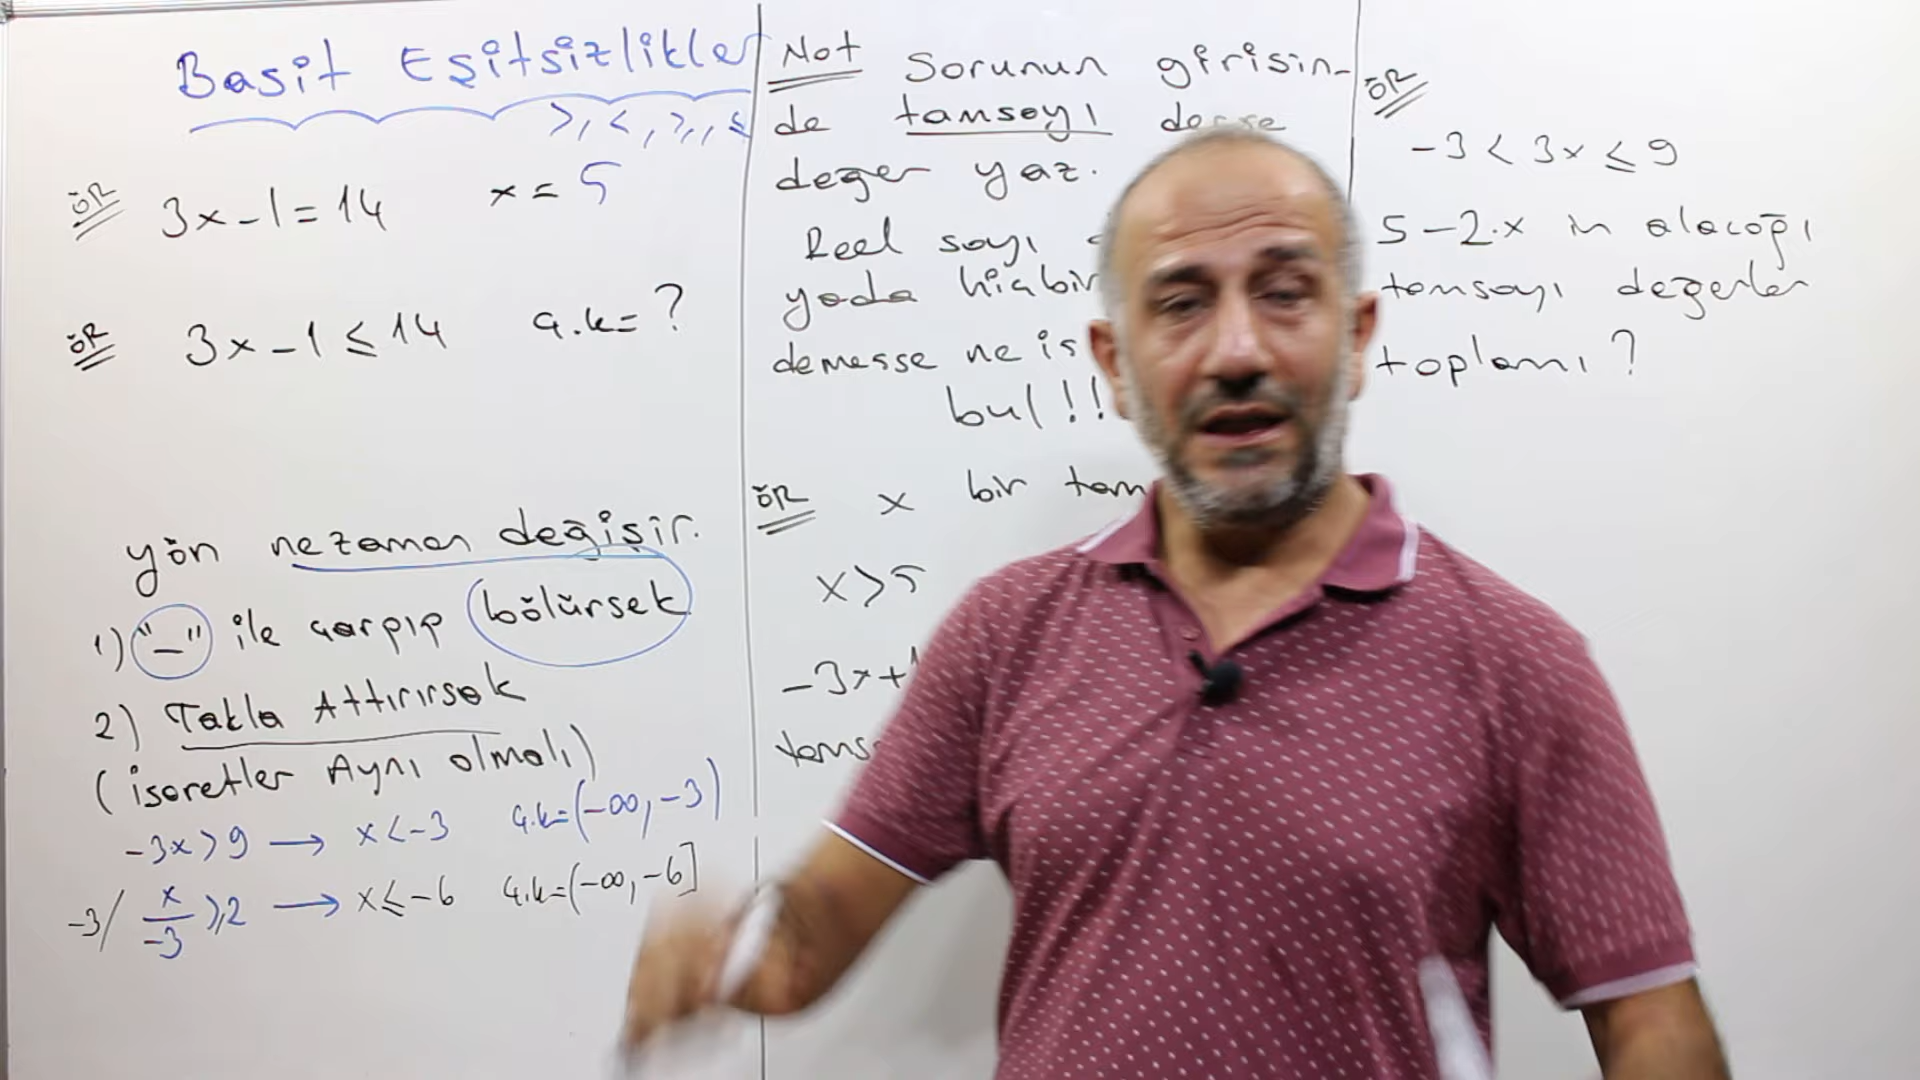 Basit Eşitsizlikler
>, <, ≥, ≤
ÖR 3x-1=14 x=5
ÖR 3x-1≤14 Ç.k=?
yön nezaman değişir.
1) "-" ile çarpıp bölürsek
2) Takla Attırırsak
(işaretler Aynı olmalı)
-3x>9 → x<-3 Ç.k=(-∞,-3)
-3/ x/-3 ≥2 → x≤-6 Ç.k=(-∞,-6]
Not Sorunun girişin-
de tamsayı derse
değer yaz.
Reel sayı
yada hiçbir
demesse ne is
bul!!
ÖR x bir tam
x>5
-3x+
tams
ÖR
-3<3x≤9
5-2.x in alacağı
tamsayı değerler
toplamı?